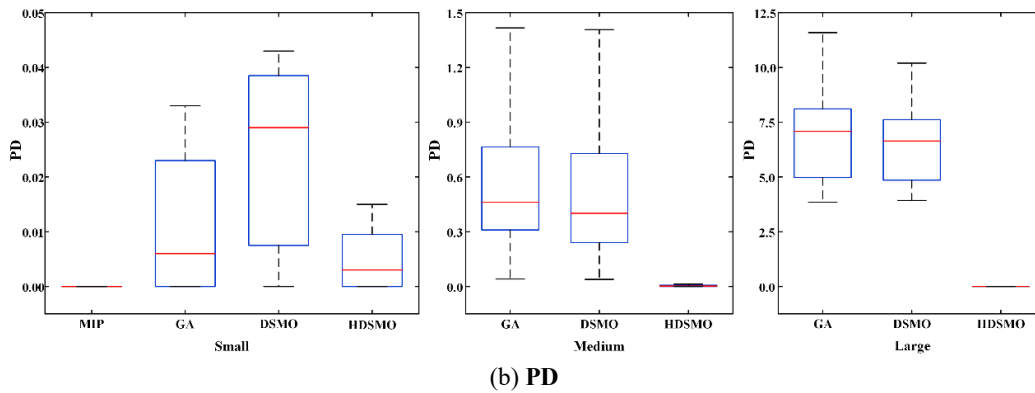 PD
0.05
0.04
0.03
0.02
0.01
0.00
MIP GA DSMO HDSMO
Small
PD
1.5
1.2
0.9
0.6
0.3
0.0
GA DSMO HDSMO
Medium
PD
12.5
10.0
7.5
5.0
2.5
0.0
GA DSMO HDSMO
Large
(b) PD